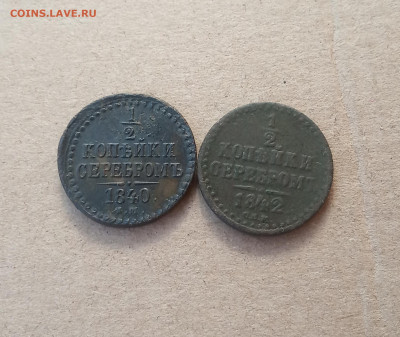 COINS.LAVE.RU
1/2
КОПѢЙКИ
СЕРЕБРОМЪ
1840
1/2
КОПѢЙКИ
СЕРЕБРОМЪ
1842